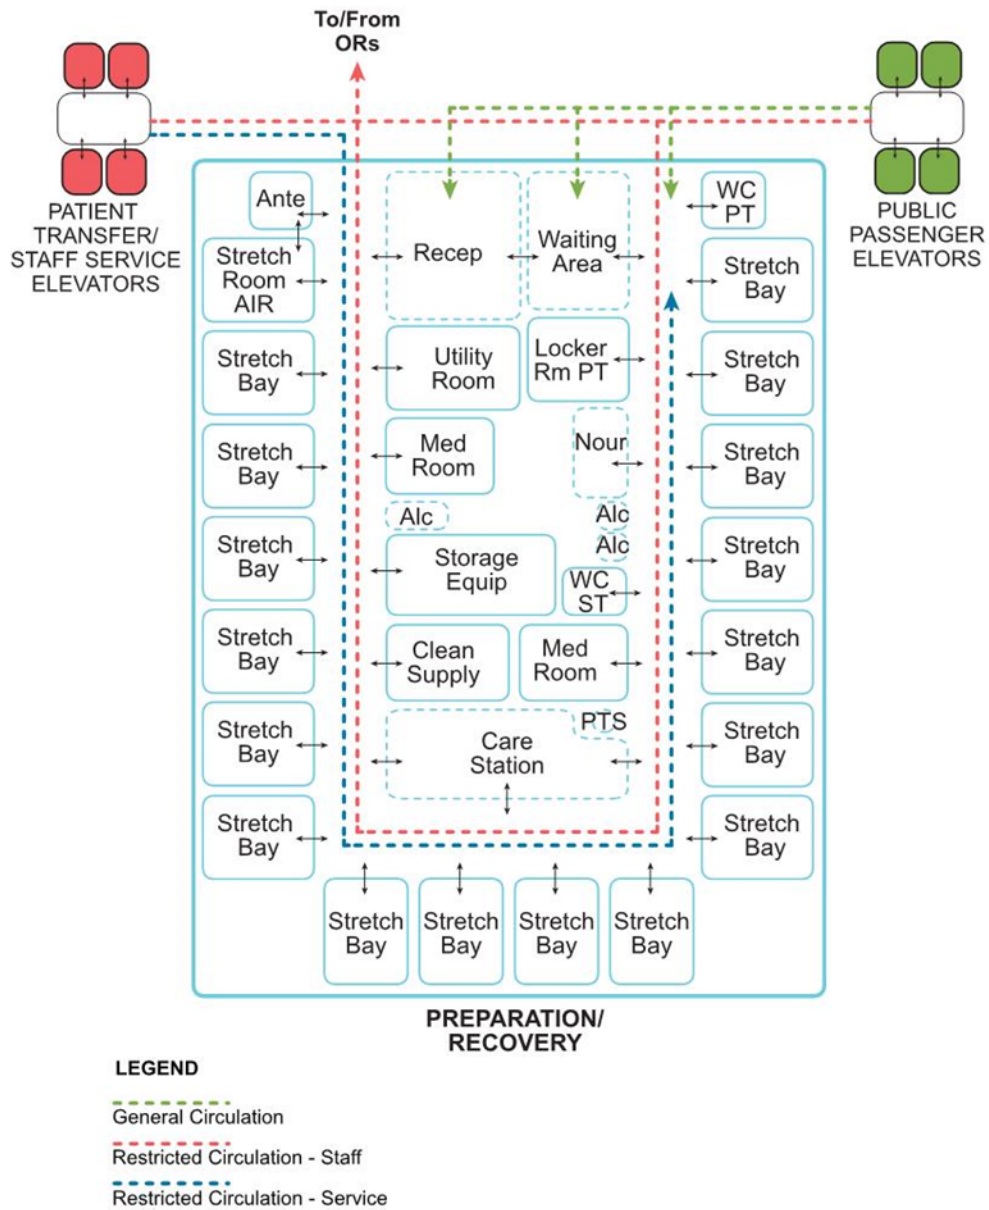 To/From
ORs
PATIENT
TRANSFER/
STAFF SERVICE
ELEVATORS
PUBLIC
PASSENGER
ELEVATORS
Ante
Recep
Waiting
Area
WC
PT
Stretch
Room
AIR
Stretch
Bay
Utility
Room
Locker
Rm PT
Stretch
Bay
Stretch
Bay
Med
Room
Nour
Stretch
Bay
Stretch
Bay
Alc
Alc
Alc
Stretch
Bay
Storage
Equip
WC
ST
Stretch
Bay
Stretch
Bay
Clean
Supply
Med
Room
Stretch
Bay
Stretch
Bay
Care
Station
PTS
Stretch
Bay
Stretch
Bay
Stretch
Bay
Stretch
Bay
Stretch
Bay
Stretch
Bay
Stretch
Bay
PREPARATION/
RECOVERY
LEGEND
General Circulation
Restricted Circulation - Staff
Restricted Circulation - Service